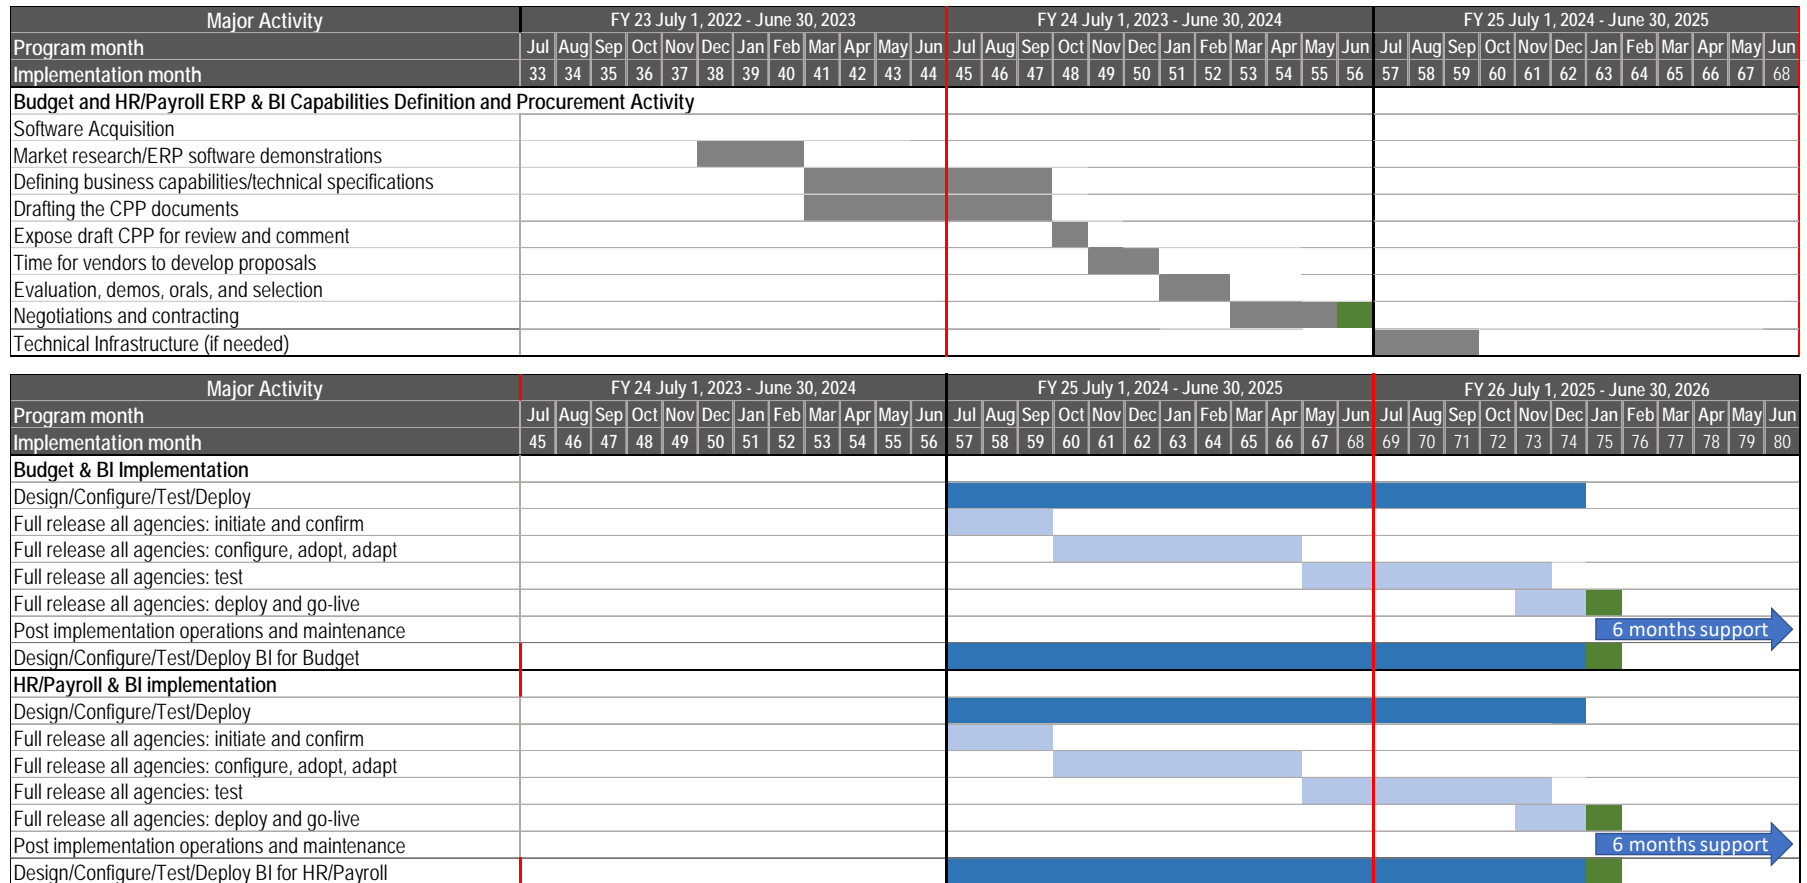 Major Activity FY 23 July 1, 2022 - June 30, 2023 FY 24 July 1, 2023 - June 30, 2024 FY 25 July 1, 2024 - June 30, 2025
Program month Jul Aug Sep Oct Nov Dec Jan Feb Mar Apr May Jun Jul Aug Sep Oct Nov Dec Jan Feb Mar Apr May Jun Jul Aug Sep Oct Nov Dec Jan Feb Mar Apr May Jun
Implementation month 33 34 35 36 37 38 39 40 41 42 43 44 45 46 47 48 49 50 51 52 53 54 55 56 57 58 59 60 61 62 63 64 65 66 67 68
Budget and HR/Payroll ERP & BI Capabilities Definition and Procurement Activity
Software Acquisition
Market research/ERP software demonstrations
Defining business capabilities/technical specifications
Drafting the CPP documents
Expose draft CPP for review and comment
Time for vendors to develop proposals
Evaluation, demos, orals, and selection
Negotiations and contracting
Technical Infrastructure (if needed)
Major Activity FY 24 July 1, 2023 - June 30, 2024 FY 25 July 1, 2024 - June 30, 2025 FY 26 July 1, 2025 - June 30, 2026
Program month Jul Aug Sep Oct Nov Dec Jan Feb Mar Apr May Jun Jul Aug Sep Oct Nov Dec Jan Feb Mar Apr May Jun Jul Aug Sep Oct Nov Dec Jan Feb Mar Apr May Jun
Implementation month 45 46 47 48 49 50 51 52 53 54 55 56 57 58 59 60 61 62 63 64 65 66 67 68 69 70 71 72 73 74 75 76 77 78 79 80
Budget & BI Implementation
Design/Configure/Test/Deploy
Full release all agencies: initiate and confirm
Full release all agencies: configure, adopt, adapt
Full release all agencies: test
Full release all agencies: deploy and go-live
Post implementation operations and maintenance 6 months support
Design/Configure/Test/Deploy BI for Budget
HR/Payroll & BI implementation
Design/Configure/Test/Deploy
Full release all agencies: initiate and confirm
Full release all agencies: configure, adopt, adapt
Full release all agencies: test
Full release all agencies: deploy and go-live
Post implementation operations and maintenance 6 months support
Design/Configure/Test/Deploy BI for HR/Payroll